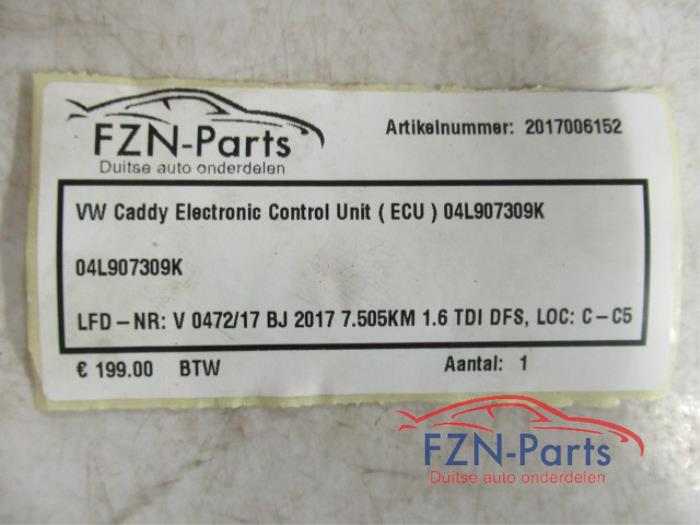 FZN-Parts
Duitse auto onderdelen
Artikelnummer: 2017006152
VW Caddy Electronic Control Unit ( ECU ) 04L907309K
04L907309K
LFD-NR: V 0472/17 BJ 2017 7.505KM 1.6 TDI DFS, LOC: C-C5
€ 199.00 BTW
Aantal: 1
FZN-Parts
Duitse auto onderdelen